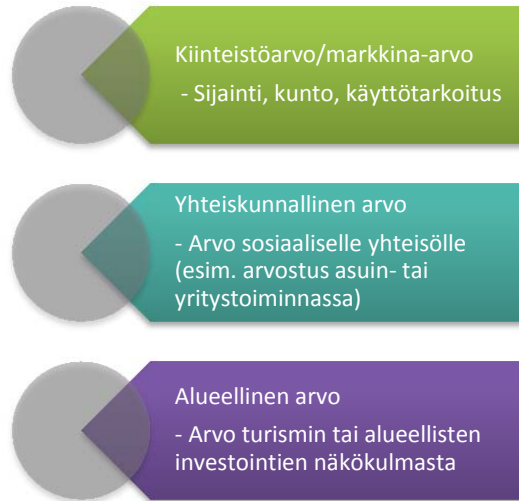 Kiinteistöarvo/markkina-arvo
- Sijainti, kunto, käyttötarkoitus
Yhteiskunnallinen arvo
- Arvo sosiaaliselle yhteisölle
(esim. arvostus asuin- tai
yritystoiminnassa)
Alueellinen arvo
- Arvo turismin tai alueellisten
investointien näkökulmasta